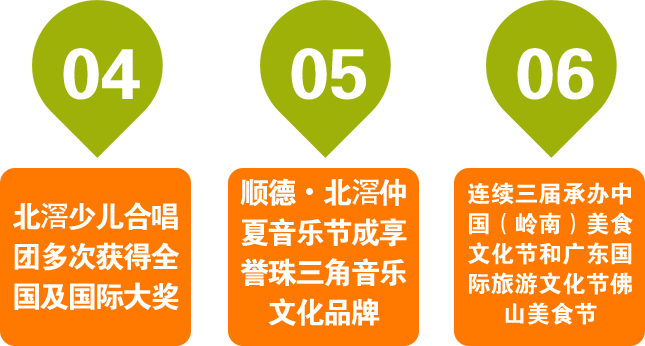 04
05
06
北滘少儿合唱
团多次获得全
国及国际大奖
顺德·北滘仲
夏音乐节成享
誉珠三角音乐
文化品牌
连续三届承办中
国（岭南）美食
文化节和广东国
际旅游文化节佛
山美食节